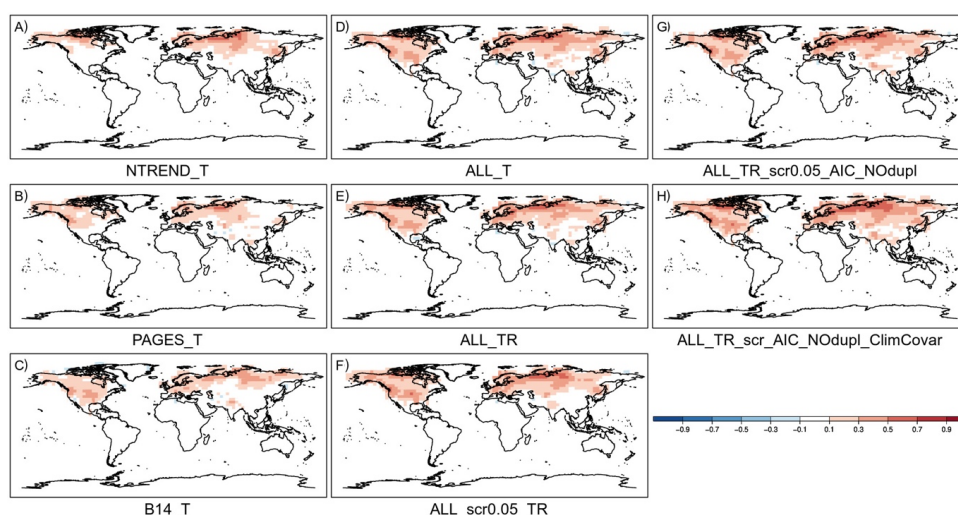 A)
NTREND_T
D)
ALL_T
G)
ALL_TR_scr0.05_AIC_NOdupl
B)
PAGES_T
E)
ALL_TR
H)
ALL_TR_scr_AIC_NOdupl_ClimCovar
C)
B14_T
F)
ALL_scr0.05_TR
-0.9 -0.7 -0.5 -0.3 -0.1 0.1 0.3 0.5 0.7 0.9